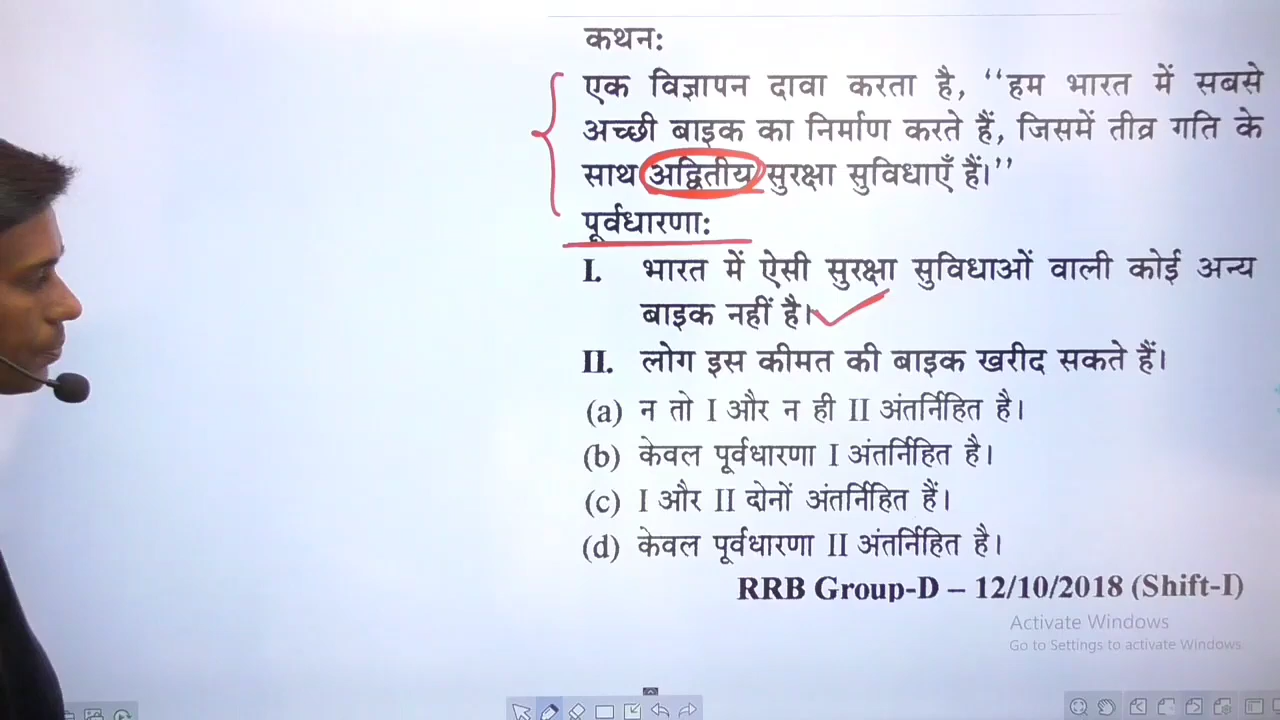 कथन:
एक विज्ञापन दावा करता है, “हम भारत में सबसे
अच्छी बाइक का निर्माण करते हैं, जिसमें तीव्र गति के
साथ अद्वितीय सुरक्षा सुविधाएँ हैं।”
पूर्वधारणा:
I. भारत में ऐसी सुरक्षा सुविधाओं वाली कोई अन्य
बाइक नहीं है।
II. लोग इस कीमत की बाइक खरीद सकते हैं।
(a) न तो I और न ही II अंतर्निहित है।
(b) केवल पूर्वधारणा I अंतर्निहित है।
(c) I और II दोनों अंतर्निहित हैं।
(d) केवल पूर्वधारणा II अंतर्निहित है।
RRB Group-D – 12/10/2018 (Shift-I)
Activate Windows
Go to Settings to activate Windows.